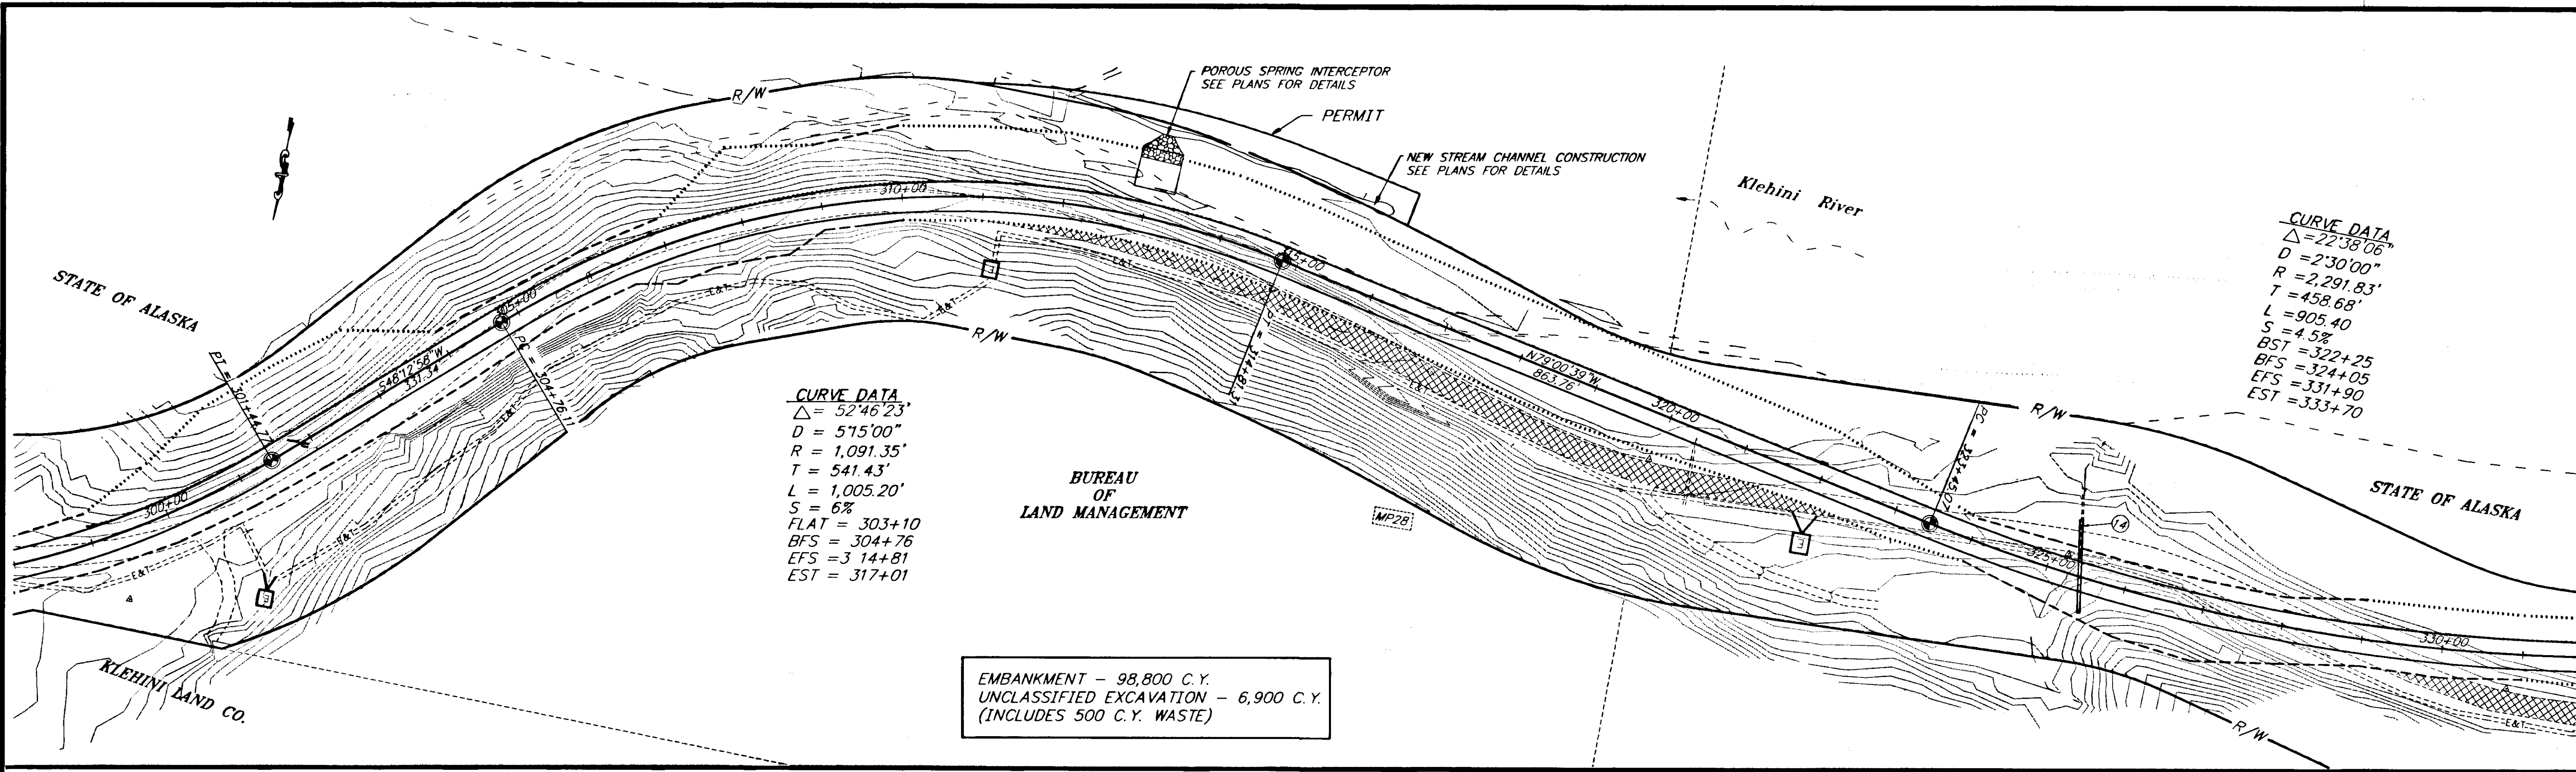 POROUS SPRING INTERCEPTOR
SEE PLANS FOR DETAILS
PERMIT
NEW STREAM CHANNEL CONSTRUCTION
SEE PLANS FOR DETAILS
Klehini River
R/W
STATE OF ALASKA
PT = 301+44.77
300+00
S48°12'58"W
331.34'
305+00
PC = 304+76.11
310+00
R/W
E&T
E&T
E&T
E&T
E&T
E&T
E
E
KLEHINI LAND CO.
CURVE DATA
△= 52°46'23'
D = 5°15'00"
R = 1,091.35'
T = 541.43'
L = 1,005.20'
S = 6%
FLAT = 303+10
BFS = 304+76
EFS =3 14+81
EST = 317+01
BUREAU
OF
LAND MANAGEMENT
MP28
EMBANKMENT – 98,800 C.Y.
UNCLASSIFIED EXCAVATION – 6,900 C.Y.
(INCLUDES 500 C.Y. WASTE)
PT = 314+81.31
N79°00'39"W
863.76'
320+00
E&T
E&T
PC = 323+45.07
R/W
14
325+00
330+00
E&T
R/W
STATE OF ALASKA
CURVE DATA
△=22°38'06"
D =2°30'00"
R =2,291.83'
T =458.68'
L =905.40
S =4.5%
BST =322+25
BFS =324+05
EFS =331+90
EST =333+70